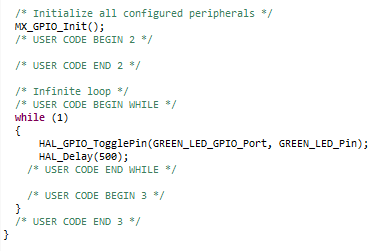 /* Initialize all configured peripherals */
MX_GPIO_Init();
/* USER CODE BEGIN 2 */
/* USER CODE END 2 */
/* Infinite loop */
/* USER CODE BEGIN WHILE */
while (1)
{
HAL_GPIO_TogglePin(GREEN_LED_GPIO_Port, GREEN_LED_Pin);
HAL_Delay(500);
/* USER CODE END WHILE */
/* USER CODE BEGIN 3 */
}
/* USER CODE END 3 */
}